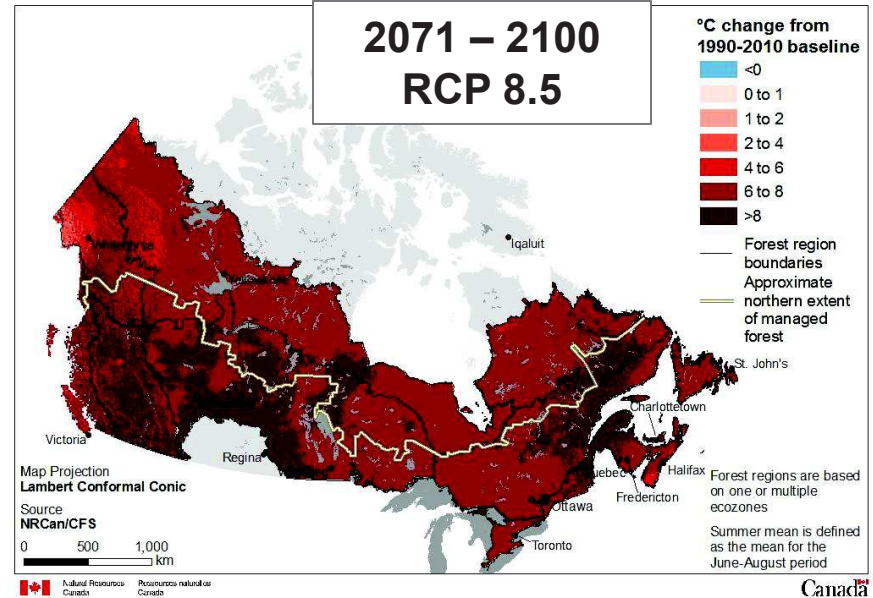 2071 – 2100
RCP 8.5
°C change from
1990-2010 baseline
<0
0 to 1
1 to 2
2 to 4
4 to 6
6 to 8
>8
Forest region
boundaries
Approximate
northern extent
of managed
forest
Iqaluit
Whitehorse
St. John's
Charlottetown
Victoria
Regina
Halifax
Fredericton
Ottawa
Toronto
Map Projection
Lambert Conformal Conic
Source
NRCan/CFS
0 500 1,000
km
Forest regions are based
on one or multiple
ecozones
Summer mean is defined
as the mean for the
June-August period
Natural Resources
Canada
Ressources naturelles
Canada
Canada